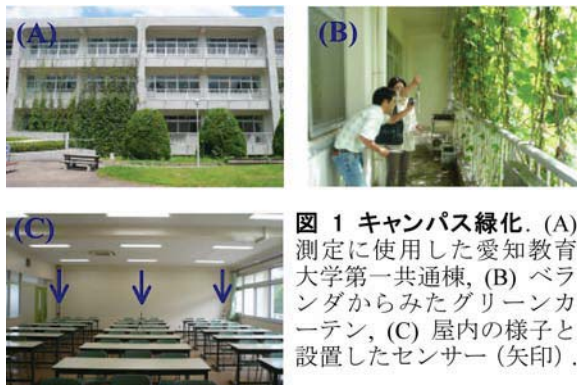 (A)
(B)
(C)
図 1 キャンパス緑化. (A)
測定に使用した愛知教育
大学第一共通棟, (B) ベラ
ンダからみたグリーンカ
ーテン, (C) 屋内の様子と
設置したセンサー (矢印) .